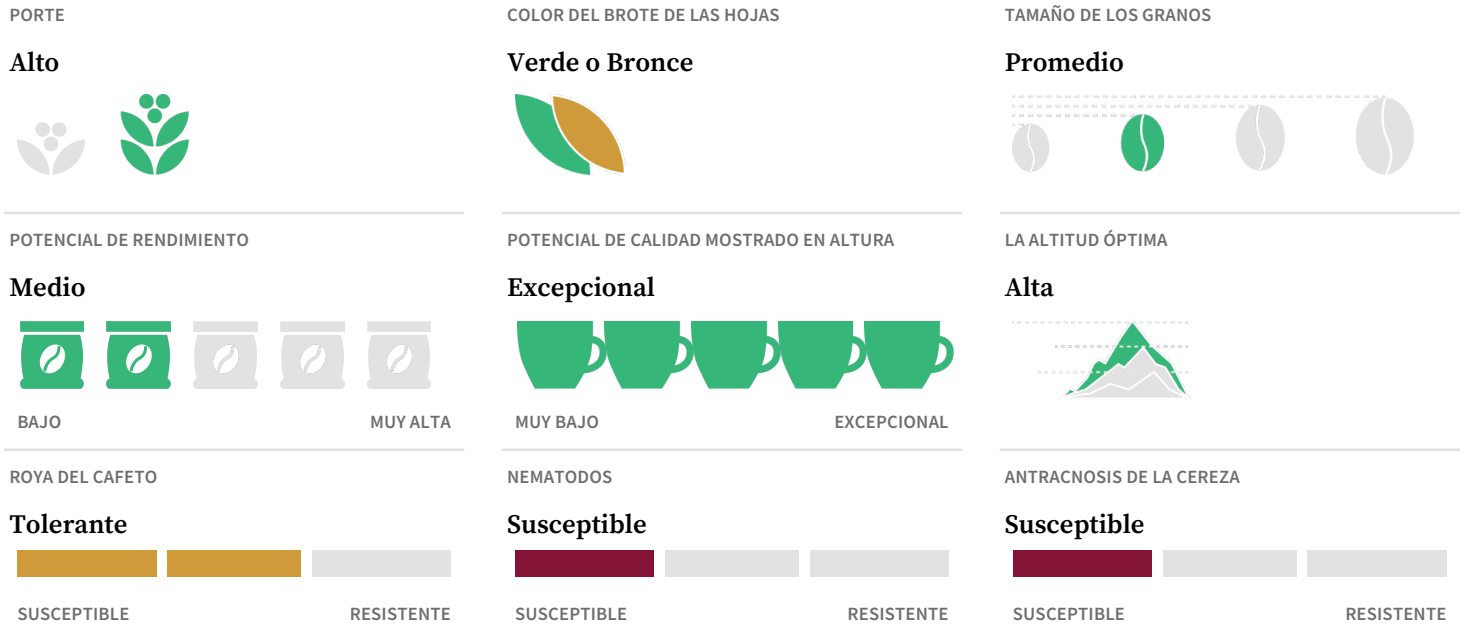 PORTE
Alto
COLOR DEL BROTE DE LAS HOJAS
Verde o Bronce
TAMAÑO DE LOS GRANOS
Promedio
POTENCIAL DE RENDIMIENTO
Medio
BAJO
MUY ALTA
POTENCIAL DE CALIDAD MOSTRADO EN ALTURA
Excepcional
MUY BAJO
EXCEPCIONAL
LA ALTITUD ÓPTIMA
Alta
ROYA DEL CAFETO
Tolerante
SUSCEPTIBLE
RESISTENTE
NEMATODOS
Susceptible
SUSCEPTIBLE
RESISTENTE
ANTRACNOSIS DE LA CEREZA
Susceptible
SUSCEPTIBLE
RESISTENTE